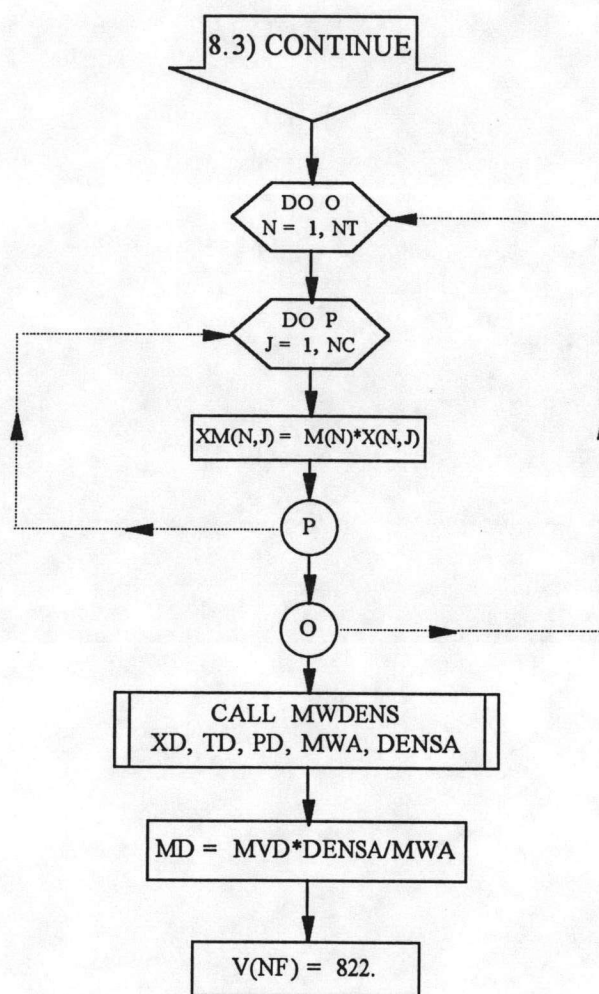 8.3) CONTINUE
DO O
N = 1, NT
DO P
J = 1, NC
XM(N,J) = M(N)*X(N,J)
P
O
CALL MWDENS
XD, TD, PD, MWA, DENSA
MD = MVD*DENSA/MWA
V(NF) = 822.